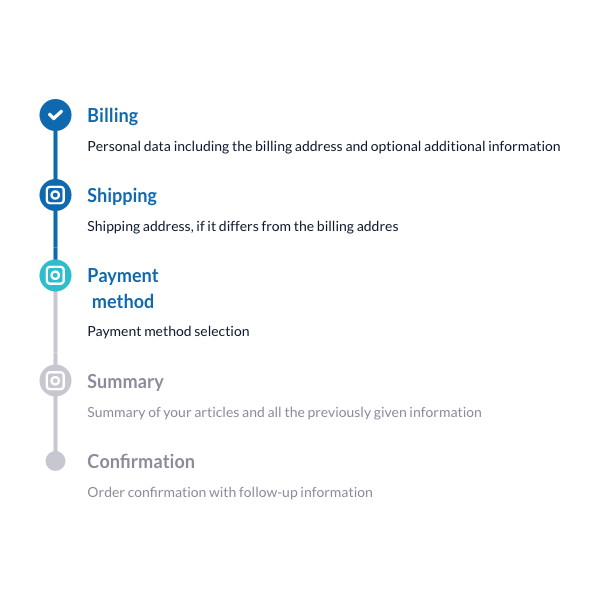 Billing
Personal data including the billing address and optional additional information
Shipping
Shipping address, if it differs from the billing addres
Payment
method
Payment method selection
Summary
Summary of your articles and all the previously given information
Confirmation
Order confirmation with follow-up information